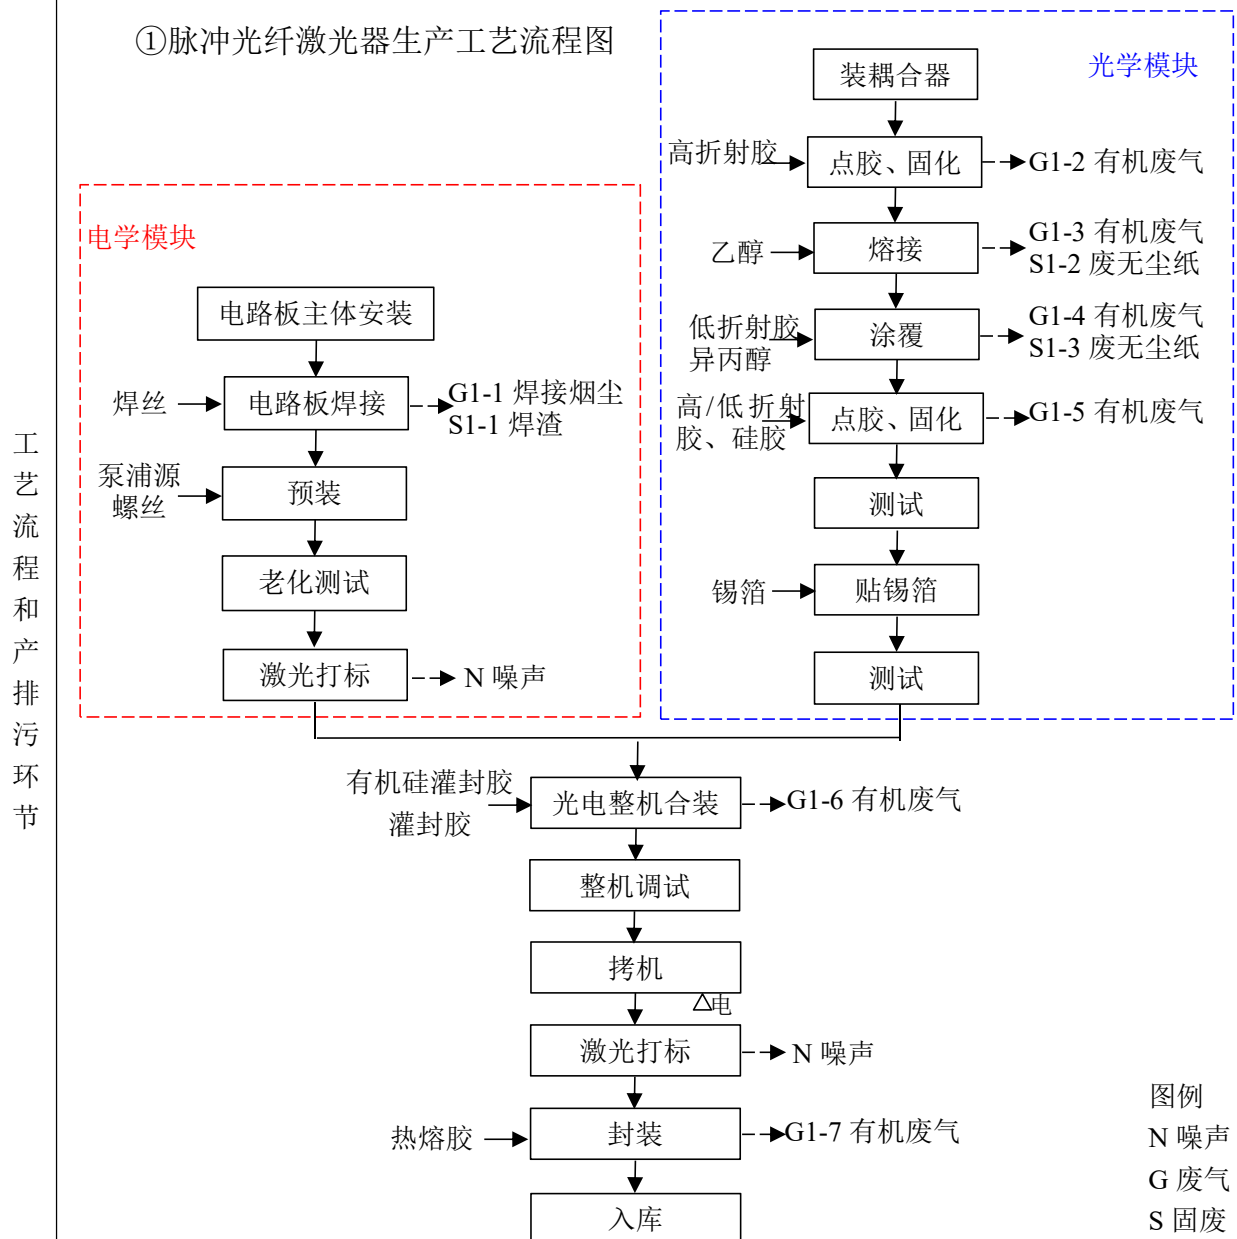 ①脉冲光纤激光器生产工艺流程图
工
艺
流
程
和
产
排
污
环
节
电学模块
电路板主体安装
焊丝
电路板焊接
G1-1 焊接烟尘
S1-1 焊渣
泵浦源
螺丝
预装
老化测试
激光打标
N 噪声
光学模块
装耦合器
高折射胶
点胶、固化
G1-2 有机废气
乙醇
熔接
G1-3 有机废气
S1-2 废无尘纸
低折射胶
异丙醇
涂覆
G1-4 有机废气
S1-3 废无尘纸
高/低折射
胶、硅胶
点胶、固化
G1-5 有机废气
测试
锡箔
贴锡箔
测试
有机硅灌封胶
灌封胶
光电整机合装
G1-6 有机废气
整机调试
拷机
△电
激光打标
N 噪声
热熔胶
封装
G1-7 有机废气
入库
图例
N 噪声
G 废气
S 固废